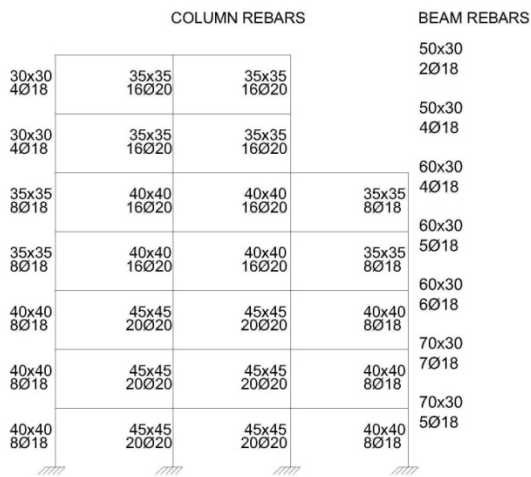 COLUMN REBARS
BEAM REBARS
50x30
2Ø18
30x30
4Ø18
35x35
16Ø20
35x35
16Ø20
50x30
4Ø18
30x30
4Ø18
35x35
16Ø20
35x35
16Ø20
60x30
4Ø18
35x35
8Ø18
40x40
16Ø20
40x40
16Ø20
35x35
8Ø18
60x30
5Ø18
35x35
8Ø18
40x40
16Ø20
40x40
16Ø20
35x35
8Ø18
60x30
6Ø18
40x40
8Ø18
45x45
20Ø20
45x45
20Ø20
40x40
8Ø18
70x30
7Ø18
40x40
8Ø18
45x45
20Ø20
45x45
20Ø20
40x40
8Ø18
70x30
5Ø18
40x40
8Ø18
45x45
20Ø20
45x45
20Ø20
40x40
8Ø18